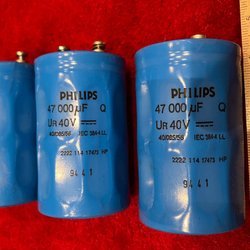 PHILIPS
47 000 µF Q
UR 40V ⎓
40/085/56 IEC 384-4 LL
2222 114 17473 HP
9441
PHILIPS
47 000 µF Q
UR 40V ⎓
40/085/56 IEC 384-4 LL
2222 114 17473 HP
9441